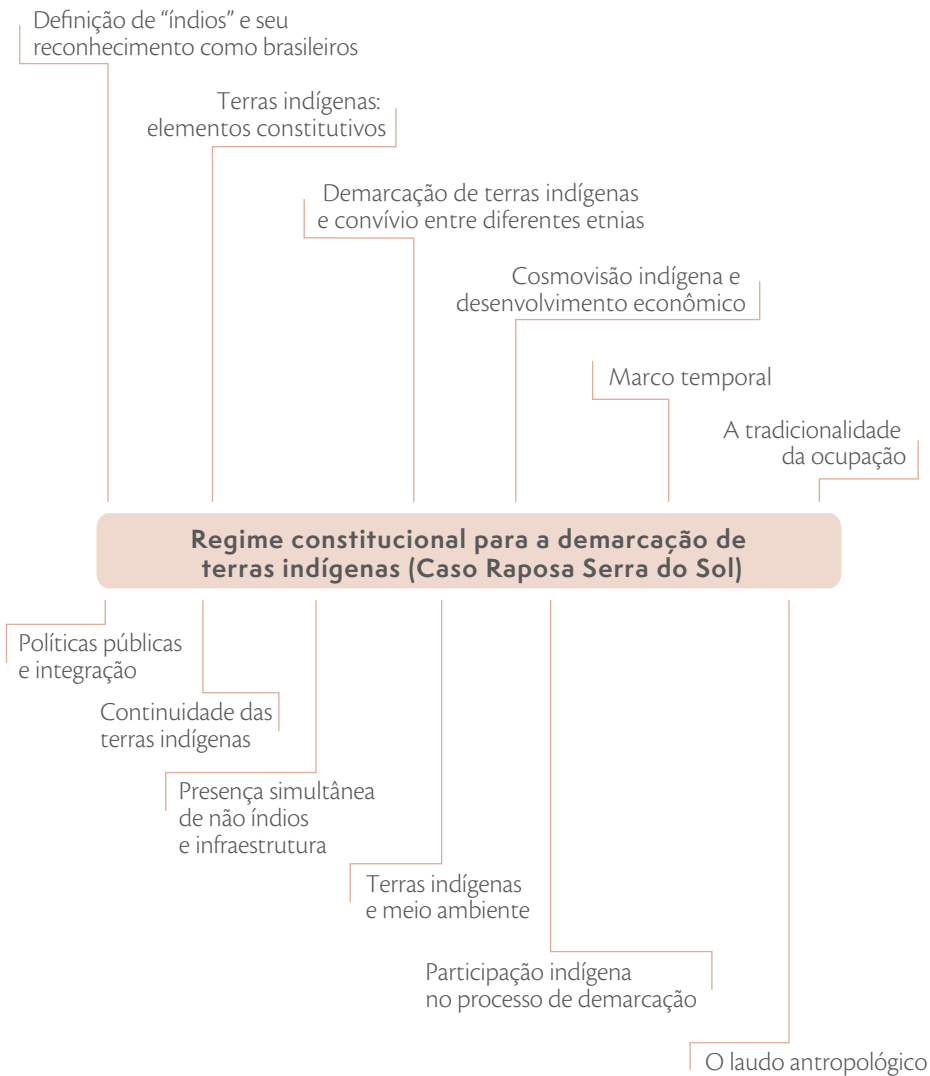 Definição de “índios” e seu
reconhecimento como brasileiros
Terras indígenas:
elementos constitutivos
Demarcação de terras indígenas
e convívio entre diferentes etnias
Cosmovisão indígena e
desenvolvimento econômico
Marco temporal
A tradicionalidade
da ocupação
Regime constitucional para a demarcação de
terras indígenas (Caso Raposa Serra do Sol)
Políticas públicas
e integração
Continuidade das
terras indígenas
Presença simultânea
de não índios
e infraestrutura
Terras indígenas
e meio ambiente
Participação indígena
no processo de demarcação
O laudo antropológico